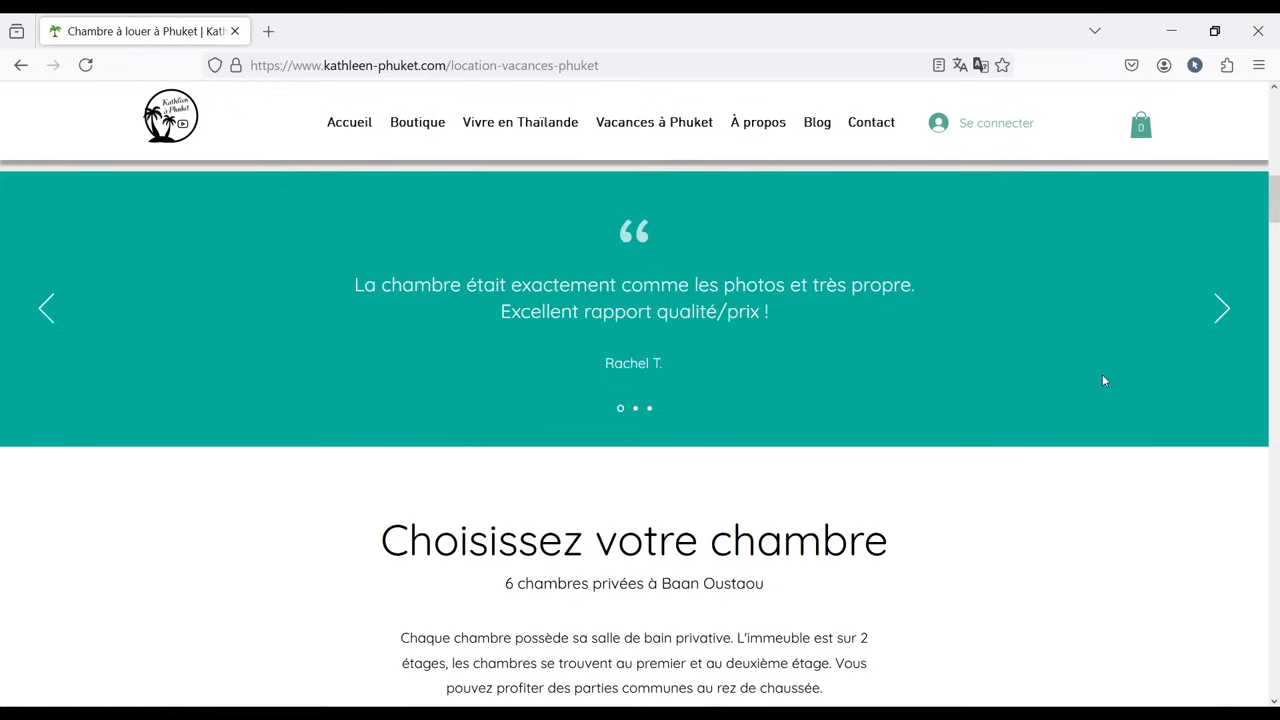 Chambre à louer à Phuket | Kath
https://www.kathleen-phuket.com/location-vacances-phuket
Kathleen
à Phuket
Accueil
Boutique
Vivre en Thaïlande
Vacances à Phuket
À propos
Blog
Contact
Se connecter
0
“
La chambre était exactement comme les photos et très propre.
Excellent rapport qualité/prix !
Rachel T.
Choisissez votre chambre
6 chambres privées à Baan Oustaou
Chaque chambre possède sa salle de bain privative. L'immeuble est sur 2
étages, les chambres se trouvent au premier et au deuxième étage. Vous
pouvez profiter des parties communes au rez de chaussée.